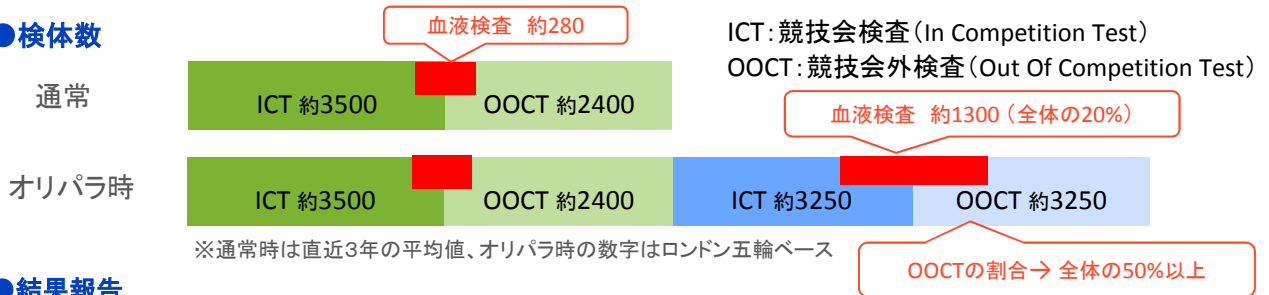 ●検体数
血液検査 約280
ICT：競技会検査（In Competition Test）
OOCT：競技会外検査（Out Of Competition Test）
通常
ICT 約3500
OOCT 約2400
血液検査 約1300（全体の20%）
オリパラ時
ICT 約3500
OOCT 約2400
ICT 約3250
OOCT 約3250
※通常時は直近3年の平均値、オリパラ時の数字はロンドン五輪ベース
OOCTの割合→ 全体の50%以上
●結果報告